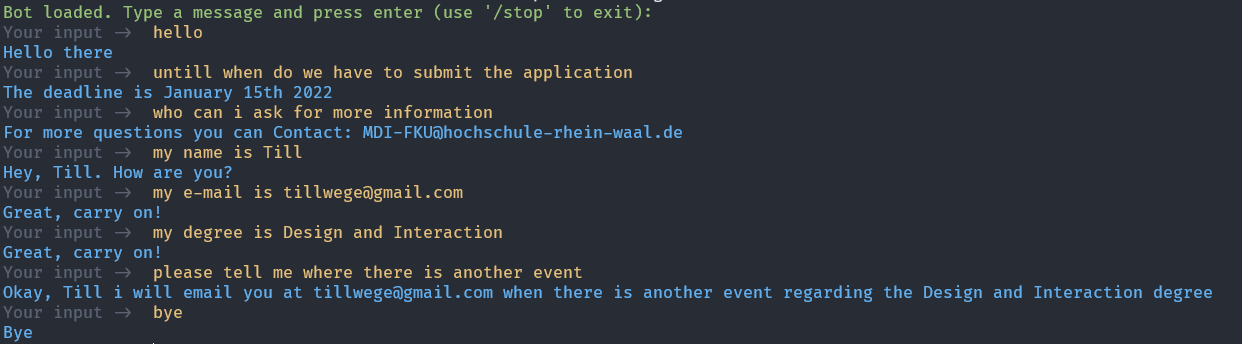 Bot loaded. Type a message and press enter (use '/stop' to exit):
Your input -> hello
Hello there
Your input -> untill when do we have to submit the application
The deadline is January 15th 2022
Your input -> who can i ask for more information
For more questions you can Contact: MDI-FKU@hochschule-rhein-waal.de
Your input -> my name is Till
Hey, Till. How are you?
Your input -> my e-mail is tillwege@gmail.com
Great, carry on!
Your input -> my degree is Design and Interaction
Great, carry on!
Your input -> please tell me where there is another event
Okay, Till i will email you at tillwege@gmail.com when there is another event regarding the Design and Interaction degree
Your input -> bye
Bye